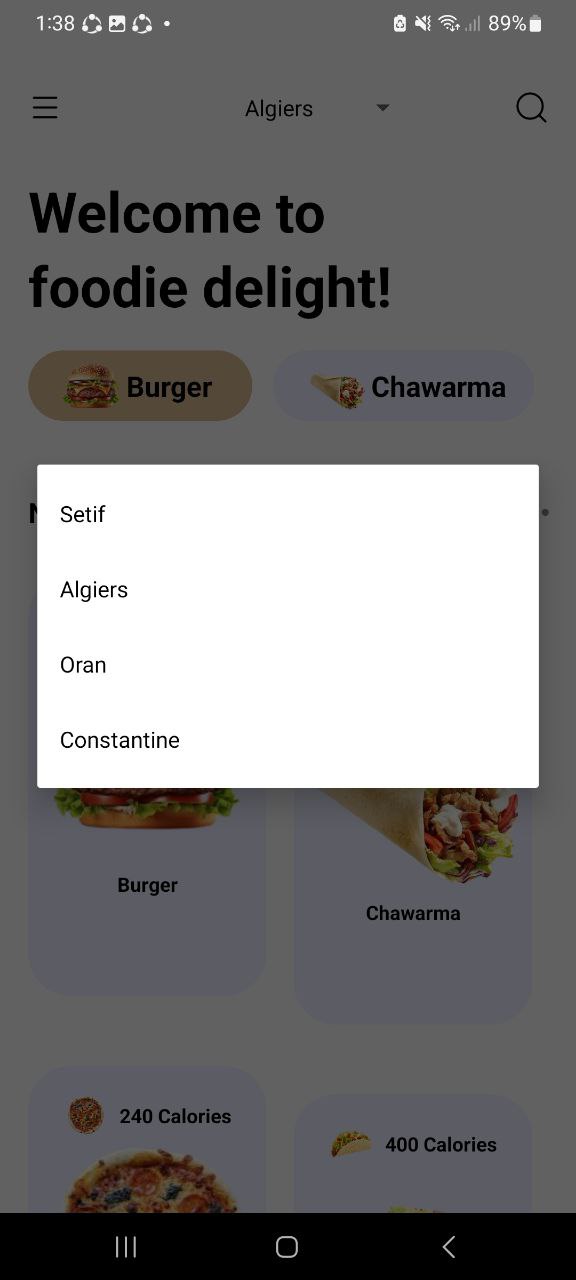 1:38
89%
Algiers
Welcome to
foodie delight!
Burger
Chawarma
Setif
Algiers
Oran
Constantine
Burger
Chawarma
240 Calories
400 Calories